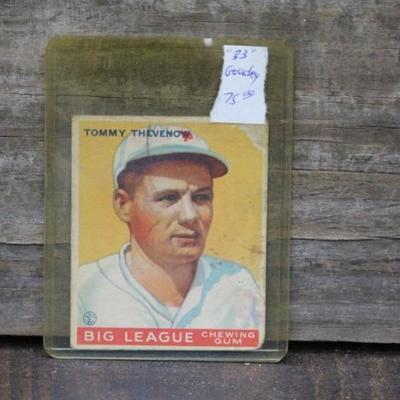 "33"
Goudey
75 00
TOMMY THEVENOW
BIG LEAGUE CHEWING GUM